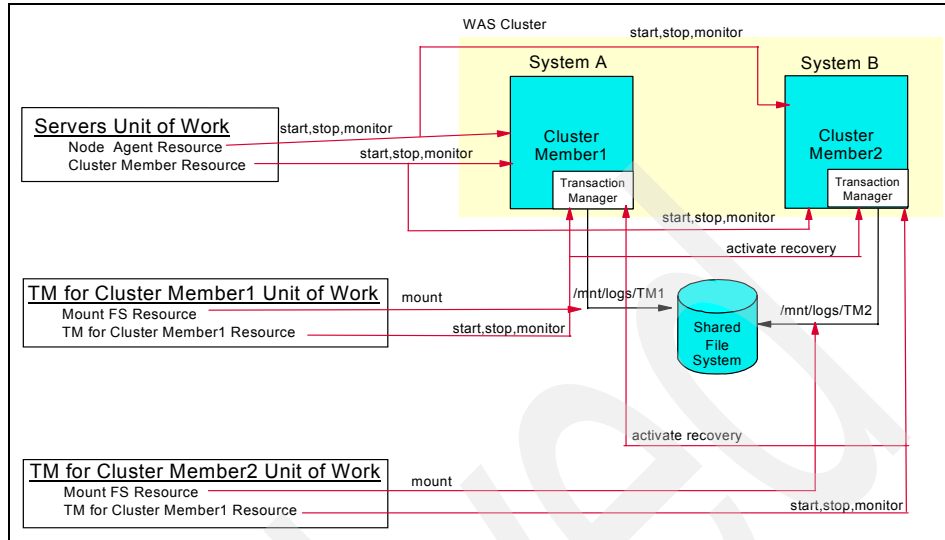 WAS Cluster
start,stop,monitor
System A
System B
Servers Unit of Work
Node Agent Resource
Cluster Member Resource
start,stop,monitor
start,stop,monitor
Cluster
Member1
Cluster
Member2
Transaction
Manager
Transaction
Manager
start,stop,monitor
activate recovery
TM for Cluster Member1 Unit of Work
Mount FS Resource
TM for Cluster Member1 Resource
mount
start,stop,monitor
/mnt/logs/TM1
/mnt/logs/TM2
Shared
File
System
activate recovery
TM for Cluster Member2 Unit of Work
Mount FS Resource
TM for Cluster Member1 Resource
mount
start,stop,monitor